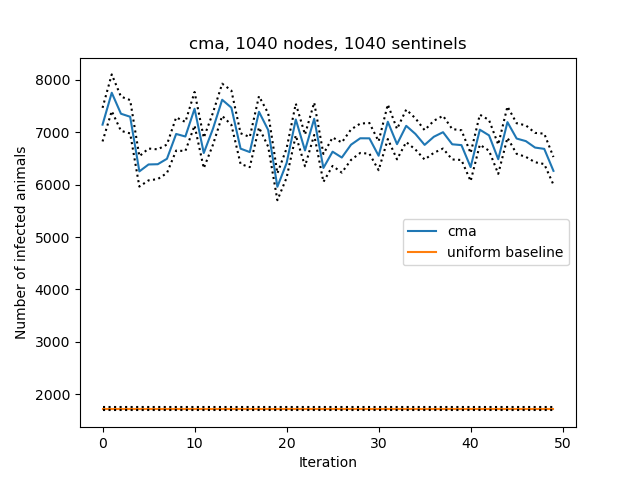 cma, 1040 nodes, 1040 sentinels
8000
7000
6000
5000
4000
3000
2000
Number of infected animals
cma
uniform baseline
0 10 20 30 40 50
Iteration